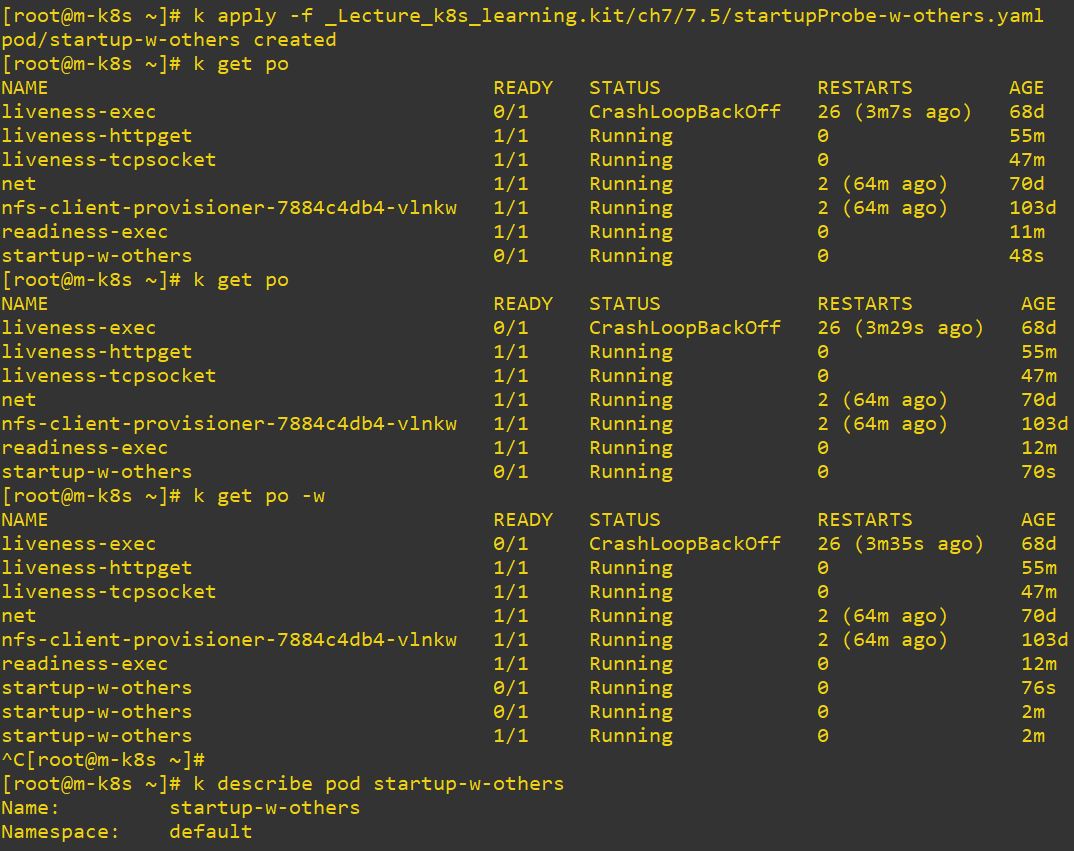 [root@m-k8s ~]# k apply -f _Lecture_k8s_learning.kit/ch7/7.5/startupProbe-w-others.yaml
pod/startup-w-others created
[root@m-k8s ~]# k get po
NAME READY STATUS RESTARTS AGE
liveness-exec 0/1 CrashLoopBackOff 26 (3m7s ago) 68d
liveness-httpget 1/1 Running 0 55m
liveness-tcpsocket 1/1 Running 0 47m
net 1/1 Running 2 (64m ago) 70d
nfs-client-provisioner-7884c4db4-vlnkw 1/1 Running 2 (64m ago) 103d
readiness-exec 1/1 Running 0 11m
startup-w-others 0/1 Running 0 48s
[root@m-k8s ~]# k get po
NAME READY STATUS RESTARTS AGE
liveness-exec 0/1 CrashLoopBackOff 26 (3m29s ago) 68d
liveness-httpget 1/1 Running 0 55m
liveness-tcpsocket 1/1 Running 0 47m
net 1/1 Running 2 (64m ago) 70d
nfs-client-provisioner-7884c4db4-vlnkw 1/1 Running 2 (64m ago) 103d
readiness-exec 1/1 Running 0 12m
startup-w-others 0/1 Running 0 70s
[root@m-k8s ~]# k get po -w
NAME READY STATUS RESTARTS AGE
liveness-exec 0/1 CrashLoopBackOff 26 (3m35s ago) 68d
liveness-httpget 1/1 Running 0 55m
liveness-tcpsocket 1/1 Running 0 47m
net 1/1 Running 2 (64m ago) 70d
nfs-client-provisioner-7884c4db4-vlnkw 1/1 Running 2 (64m ago) 103d
readiness-exec 1/1 Running 0 12m
startup-w-others 0/1 Running 0 76s
startup-w-others 0/1 Running 0 2m
startup-w-others 1/1 Running 0 2m
^C[root@m-k8s ~]#
[root@m-k8s ~]# k describe pod startup-w-others
Name: startup-w-others
Namespace: default